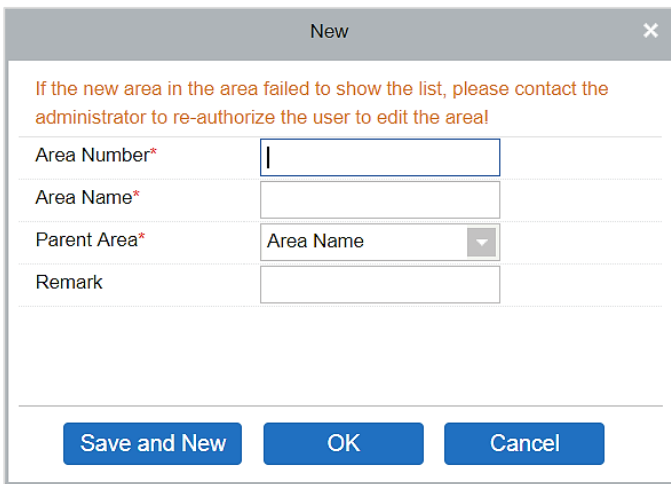 New
If the new area in the area failed to show the list, please contact the
administrator to re-authorize the user to edit the area!
Area Number*
Area Name*
Parent Area* Area Name
Remark
Save and New OK Cancel